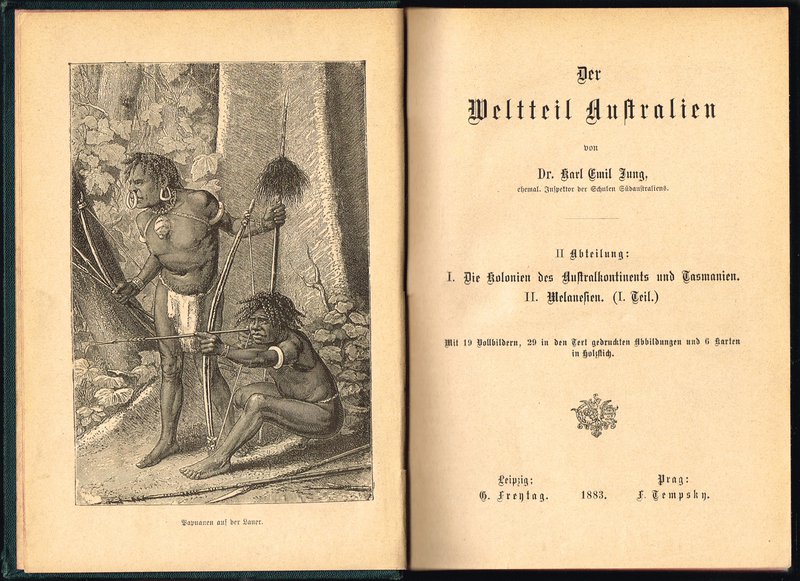 Papuanen auf der Lauer.
Der
Weltteil Australien
von
Dr. Karl Emil Jung,
ehemal. Inspektor der Schulen Südaustraliens.
II Abteilung:
I. Die Kolonien des Australkontinents und Tasmanien.
II. Melanesien. (I. Teil.)
Mit 19 Vollbildern, 29 in den Text gedruckten Abbildungen und 6 Karten
in Holzstich.
Leipzig: Prag:
G. Freytag. 1883. F. Tempsky.